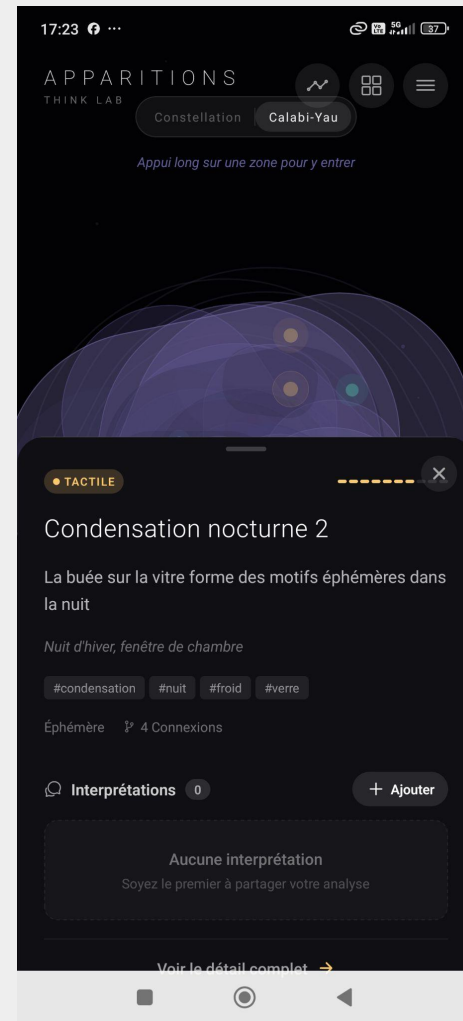 17:23
5G
37
APPARITIONS
THINK LAB
Constellation
Calabi-Yau
Appui long sur une zone pour y entrer
TACTILE
Condensation nocturne 2
La buée sur la vitre forme des motifs éphémères dans
la nuit
Nuit d'hiver, fenêtre de chambre
#condensation #nuit #froid #verre
Éphémère 4 Connexions
Interprétations 0
+ Ajouter
Aucune interprétation
Soyez le premier à partager votre analyse
Voir le détail complet →